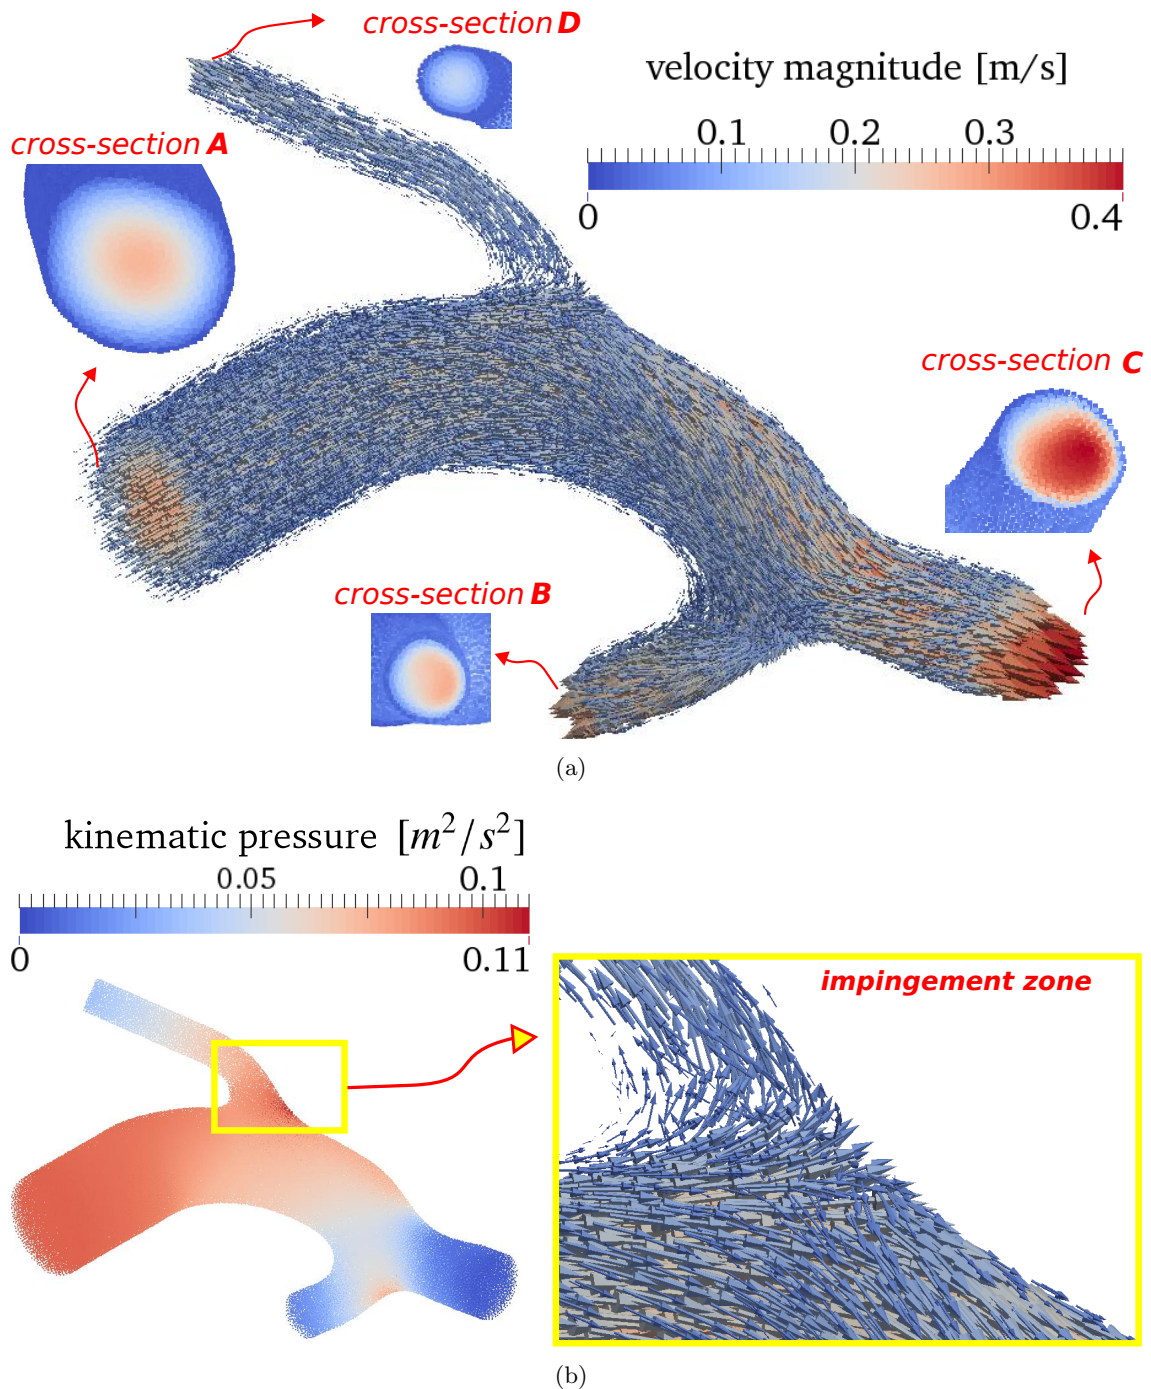 cross-section D
velocity magnitude [m/s]
0.1 0.2 0.3
0 0.4
cross-section A
cross-section C
cross-section B
(a)
kinematic pressure [m²/s²]
0.05 0.1
0 0.11
impingement zone
(b)